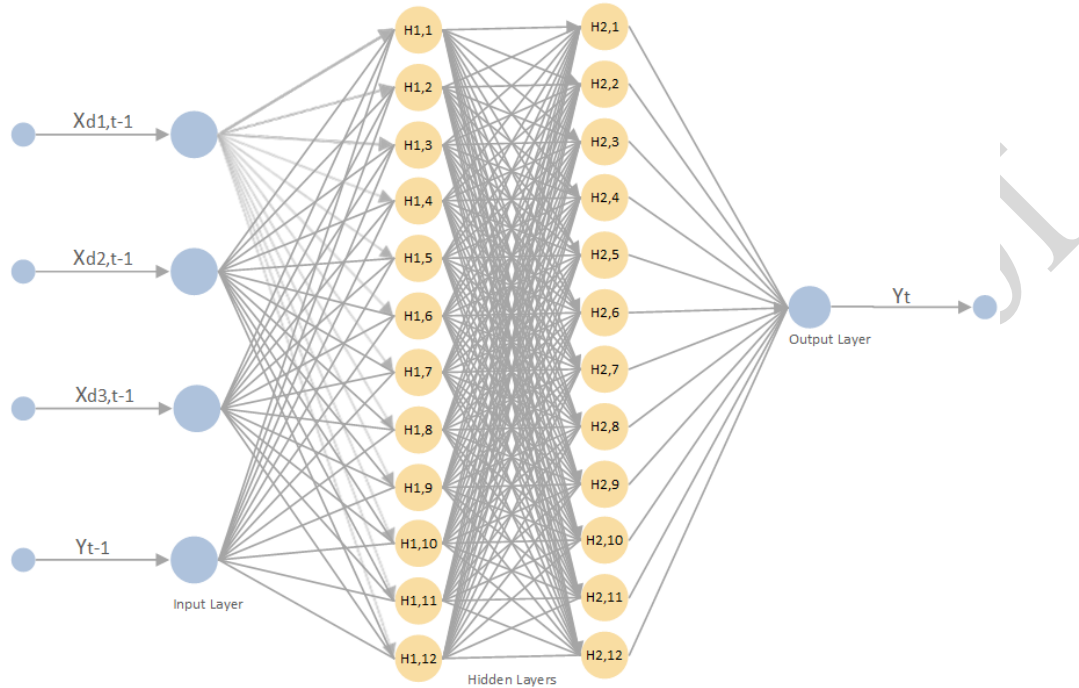 Xd1,t-1
Xd2,t-1
Xd3,t-1
Yt-1
Input Layer
H1,1
H1,2
H1,3
H1,4
H1,5
H1,6
H1,7
H1,8
H1,9
H1,10
H1,11
H1,12
Hidden Layers
H2,1
H2,2
H2,3
H2,4
H2,5
H2,6
H2,7
H2,8
H2,9
H2,10
H2,11
H2,12
Output Layer
Yt